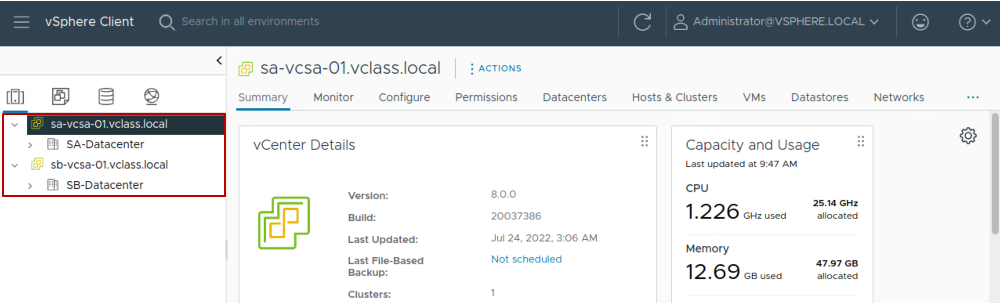 vSphere Client
Search in all environments
Administrator@VSPHERE.LOCAL
sa-vcsa-01.vclass.local
SA-Datacenter
sb-vcsa-01.vclass.local
SB-Datacenter
sa-vcsa-01.vclass.local
ACTIONS
Summary Monitor Configure Permissions Datacenters Hosts & Clusters VMs Datastores Networks
vCenter Details
Version: 8.0.0
Build: 20037386
Last Updated: Jul 24, 2022, 3:06 AM
Last File-Based Not scheduled
Backup:
Clusters: 1
Capacity and Usage
Last updated at 9:47 AM
CPU
25.14 GHz
1.226 GHz used allocated
Memory
47.97 GB
12.69 GB used allocated